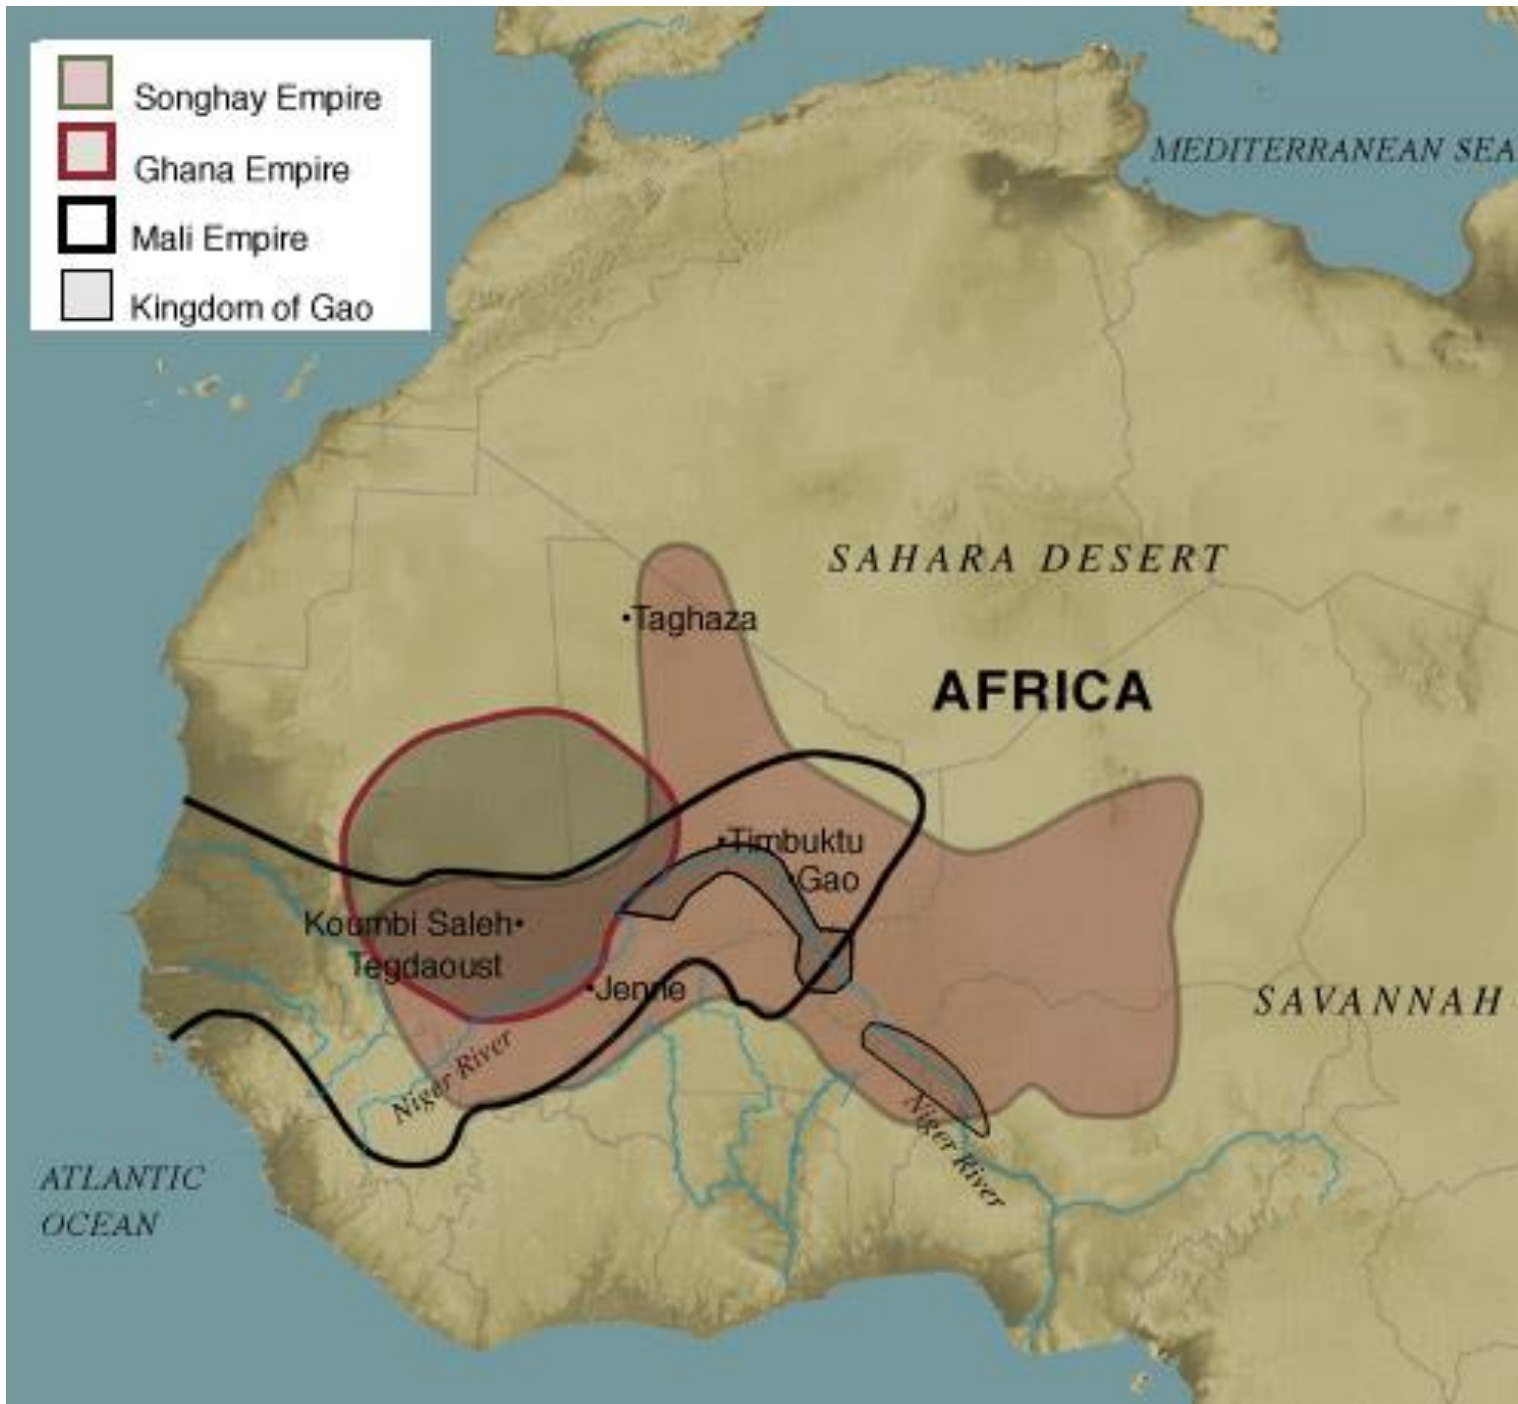 Songhay Empire
Ghana Empire
Mali Empire
Kingdom of Gao
MEDITERRANEAN SEA
SAHARA DESERT
•Taghaza
AFRICA
•Timbuktu
•Gao
Koumbi Saleh•
Tegdaoust
•Jenne
SAVANNAH
Niger River
Niger River
ATLANTIC
OCEAN